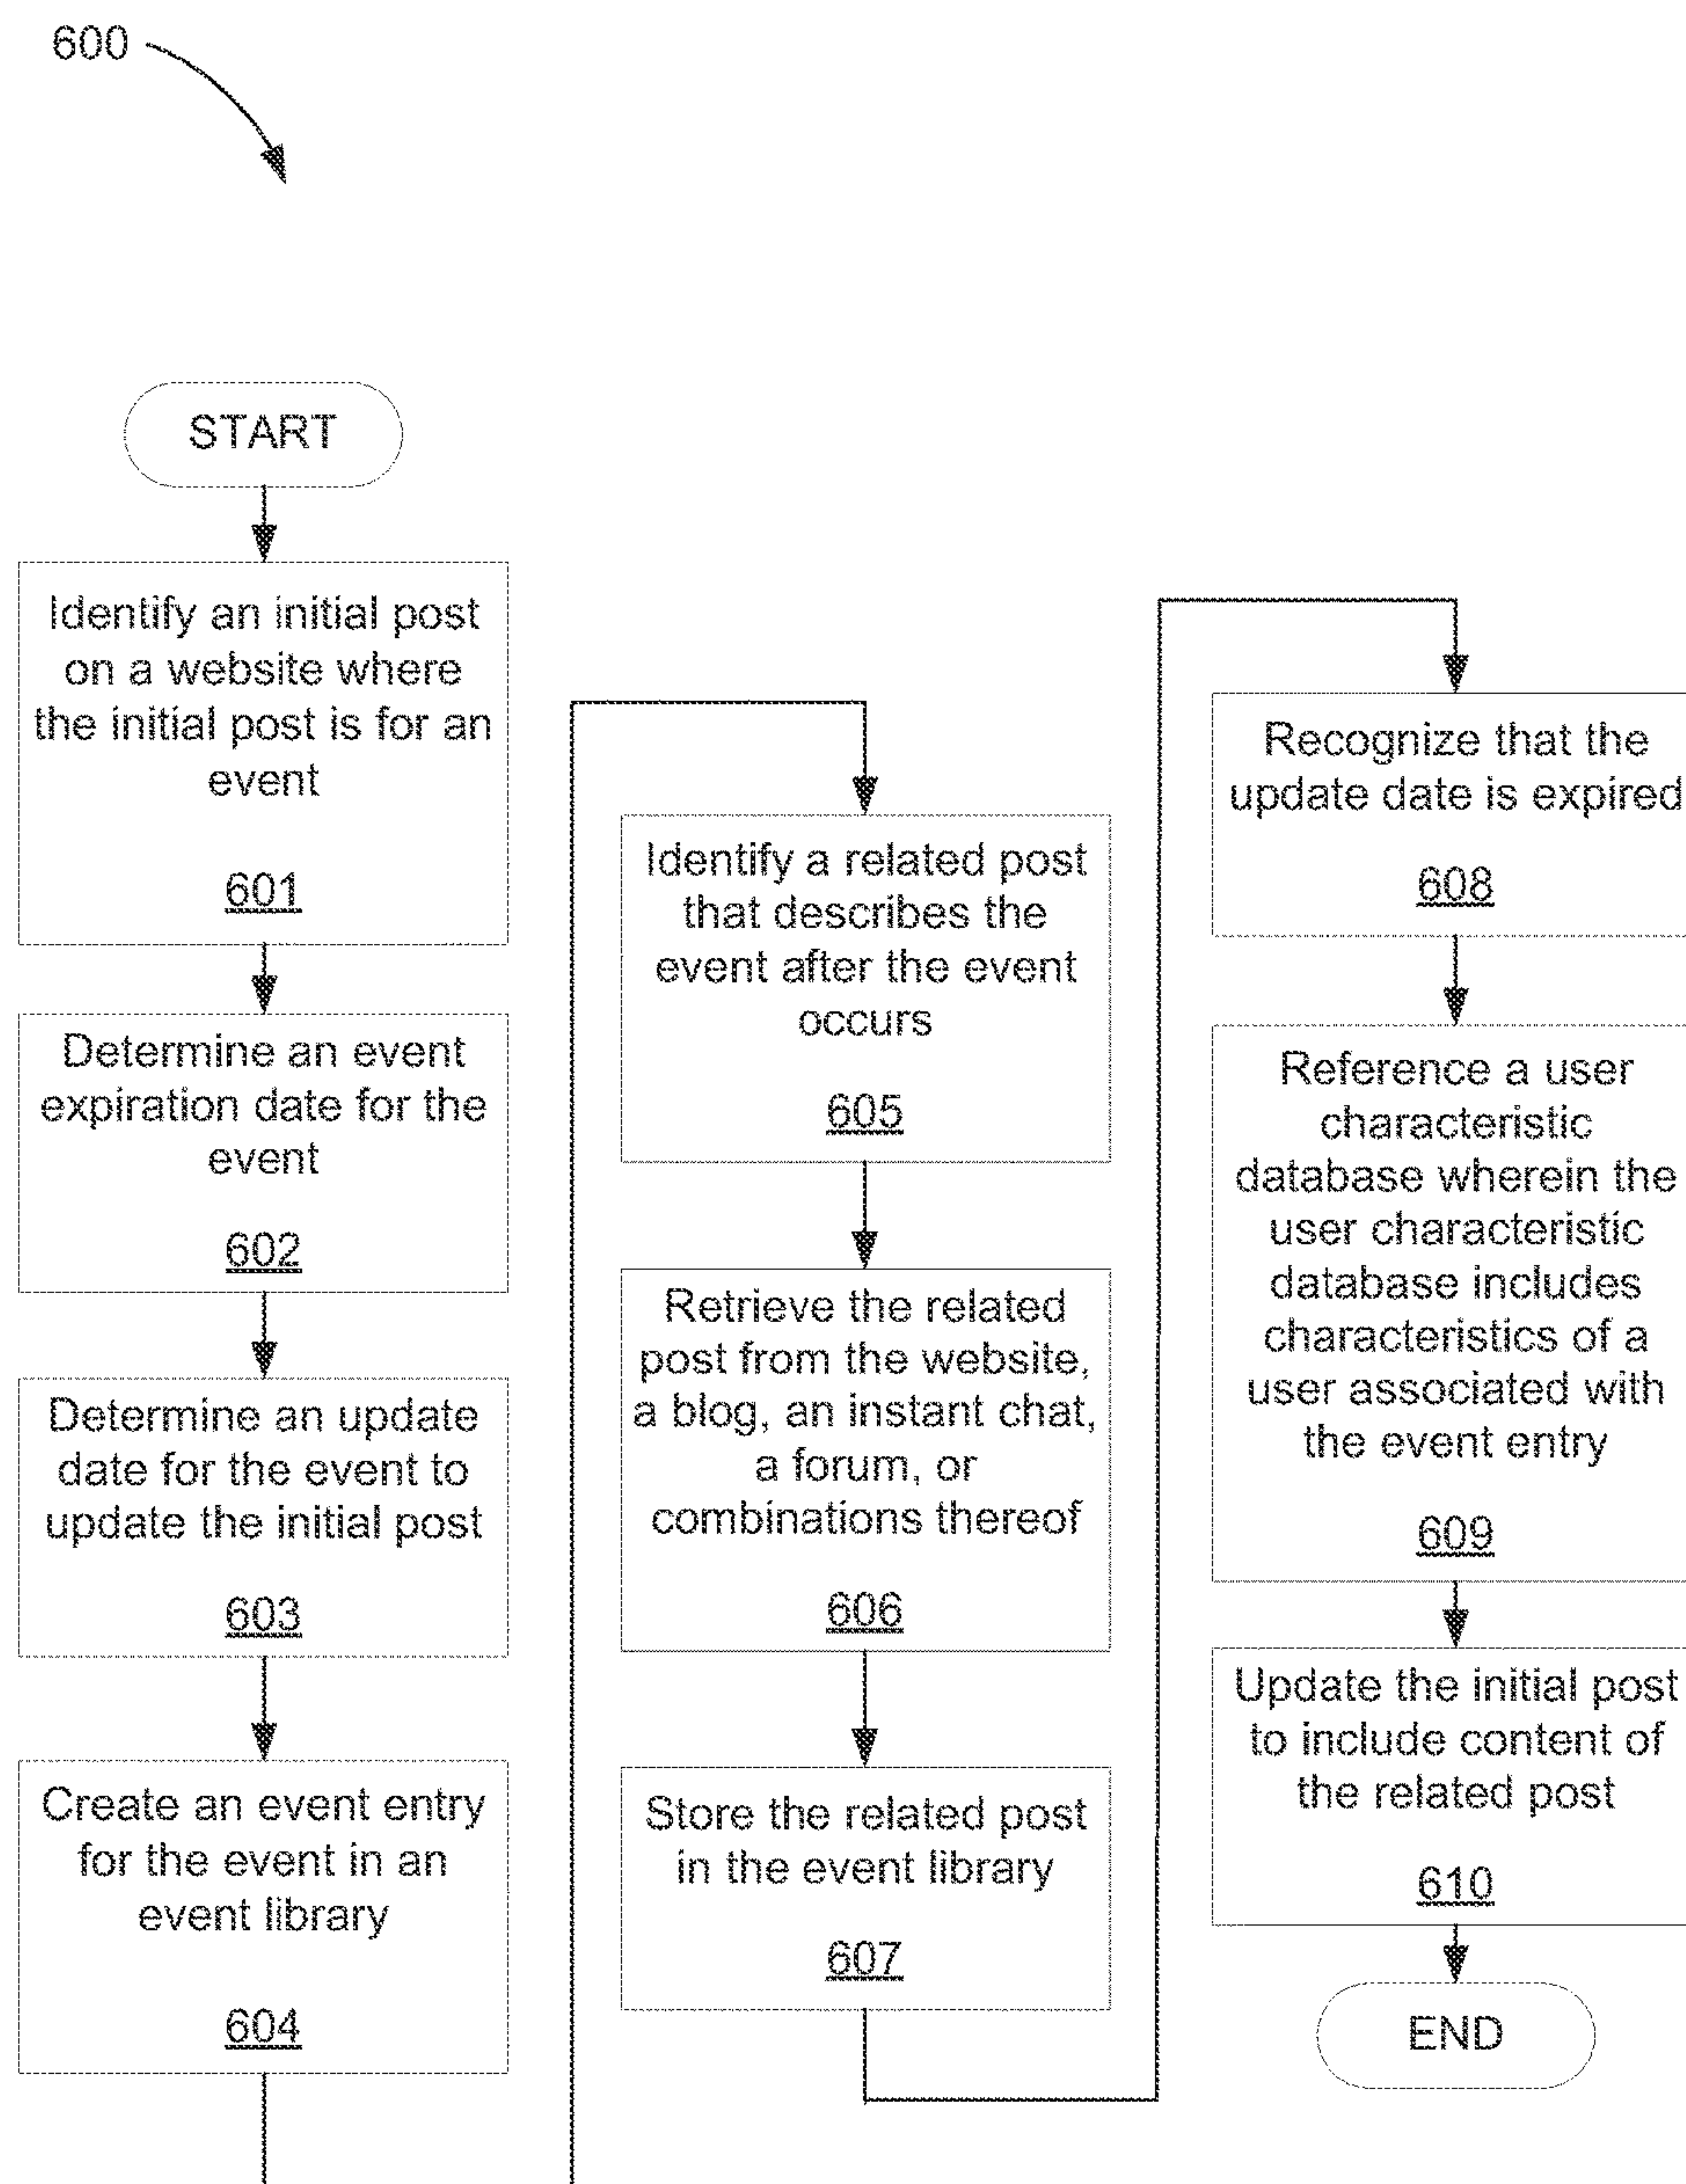 600
START
Identify an initial post
on a website where
the initial post is for an
event
601
Determine an event
expiration date for the
event
602
Determine an update
date for the event to
update the initial post
603
Create an event entry
for the event in an
event library
604
Identify a related post
that describes the
event after the event
occurs
605
Retrieve the related
post from the website,
a blog, an instant chat,
a forum, or
combinations thereof
606
Store the related post
in the event library
607
Recognize that the
update date is expired
608
Reference a user
characteristic
database wherein the
user characteristic
database includes
characteristics of a
user associated with
the event entry
609
Update the initial post
to include content of
the related post
610
END